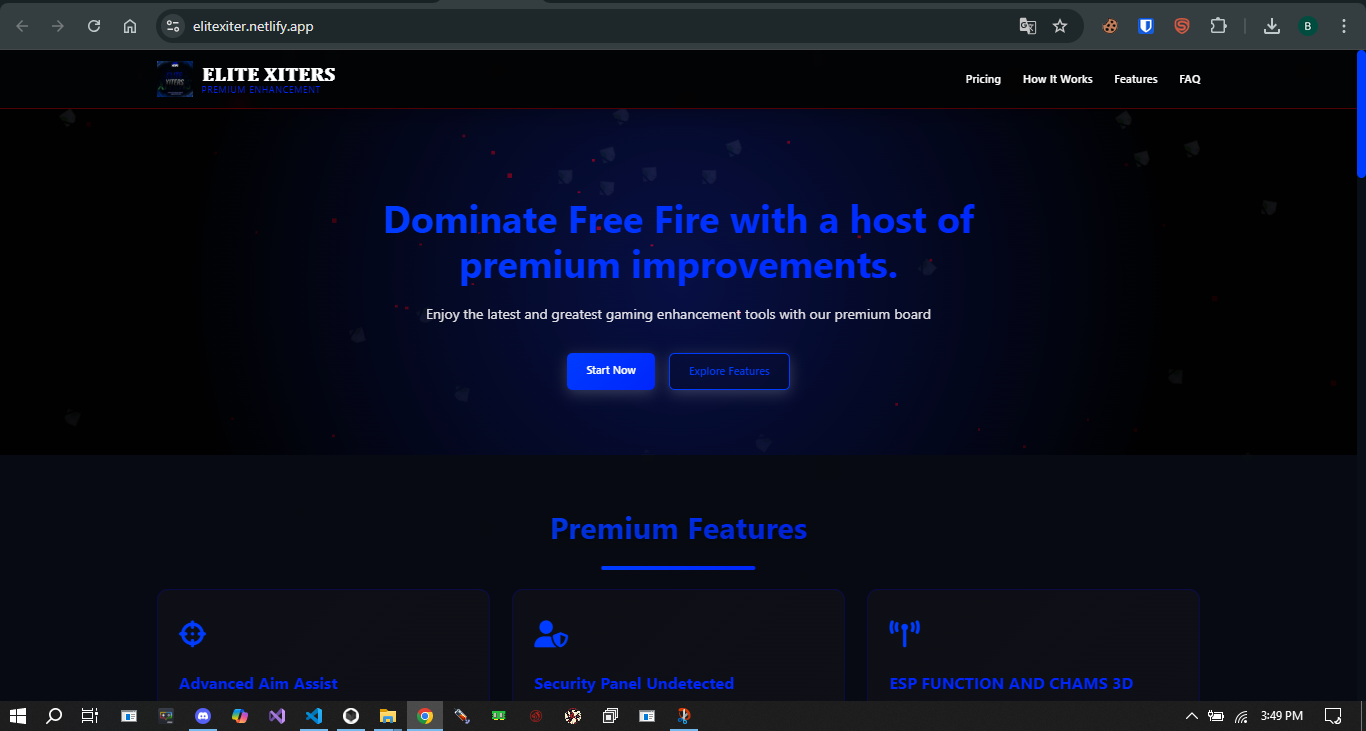 elitexiter.netlify.app
B
ELITE XITERS
PREMIUM ENHANCEMENT
Pricing
How It Works
Features
FAQ
Dominate Free Fire with a host of
premium improvements.
Enjoy the latest and greatest gaming enhancement tools with our premium board
Start Now
Explore Features
Premium Features
Advanced Aim Assist
Security Panel Undetected
ESP FUNCTION AND CHAMS 3D
3:49 PM